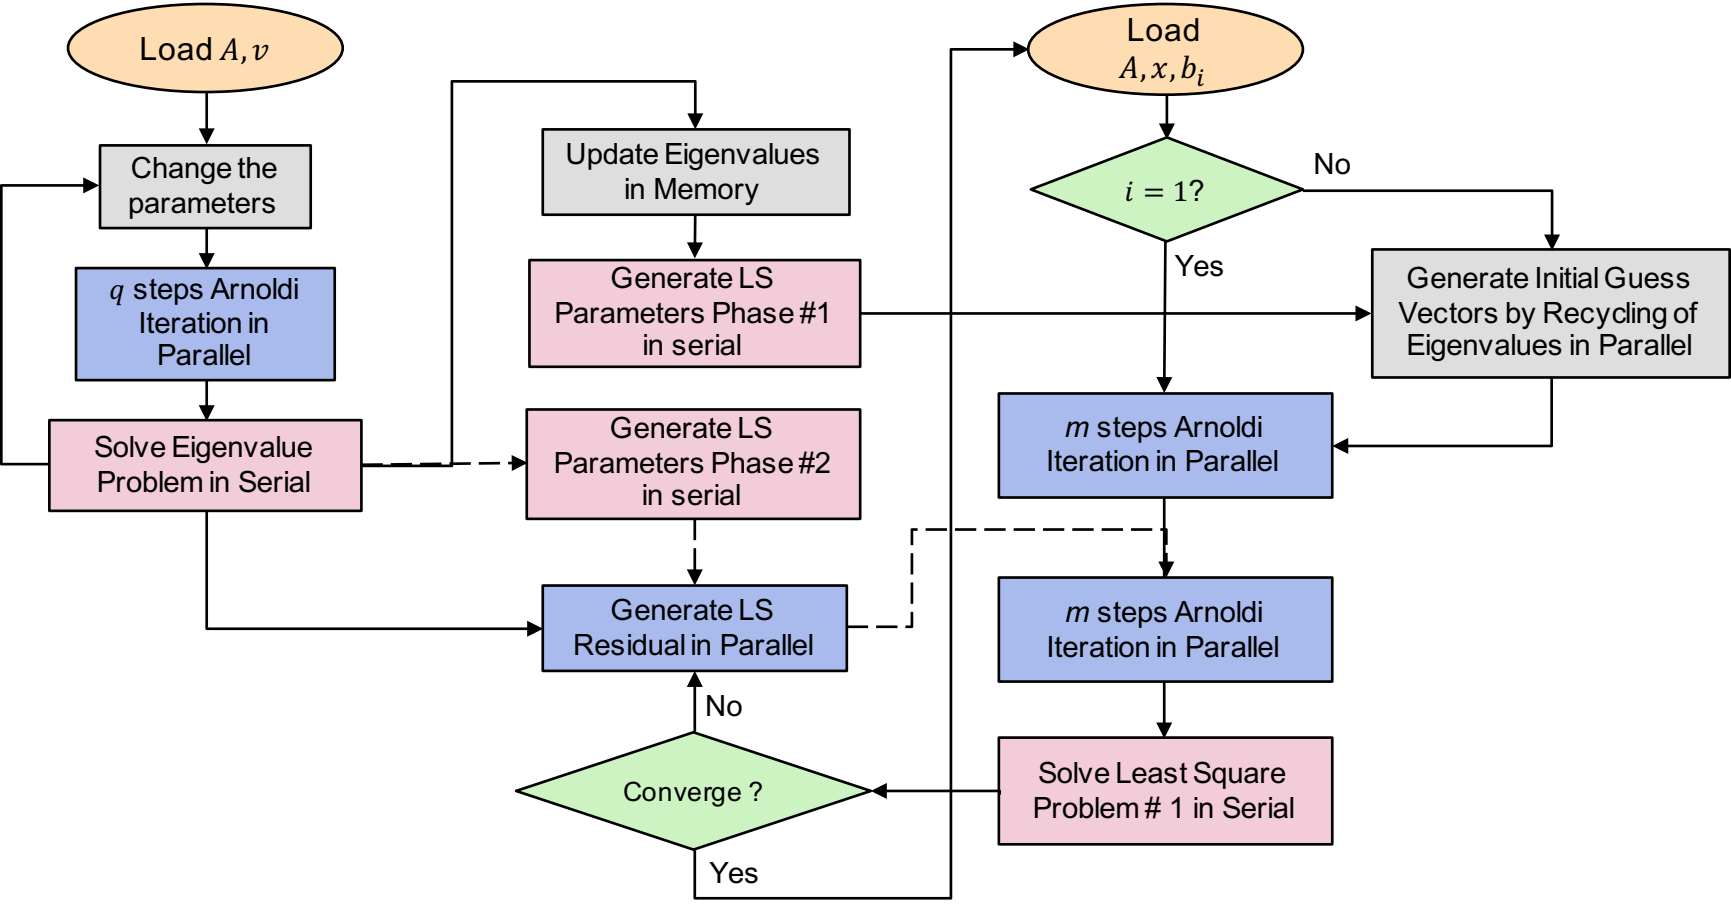 Load A, v
Change the
parameters
q steps Arnoldi
Iteration in
Parallel
Solve Eigenvalue
Problem in Serial
Update Eigenvalues
in Memory
Generate LS
Parameters Phase #1
in serial
Generate LS
Parameters Phase #2
in serial
Generate LS
Residual in Parallel
No
Converge ?
Yes
Load
A, x, b_i
i = 1?
No
Yes
Generate Initial Guess
Vectors by Recycling of
Eigenvalues in Parallel
m steps Arnoldi
Iteration in Parallel
m steps Arnoldi
Iteration in Parallel
Solve Least Square
Problem # 1 in Serial